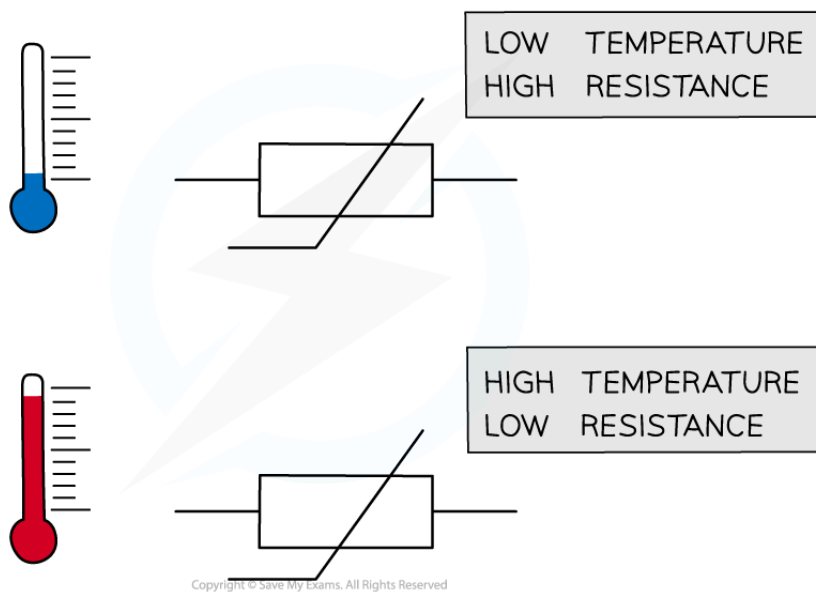 LOW TEMPERATURE
HIGH RESISTANCE
HIGH TEMPERATURE
LOW RESISTANCE
Copyright © Save My Exams. All Rights Reserved